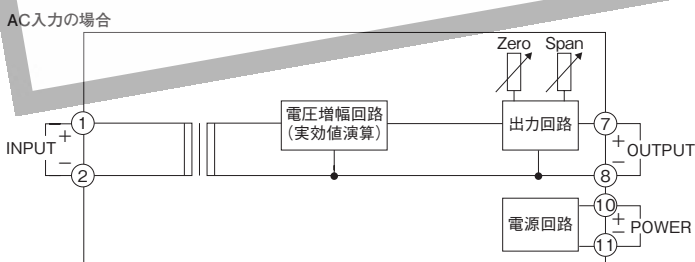 AC入力の場合
Zero Span
電圧増幅回路
（実効値演算）
出力回路
1
7
INPUT
+
−
+
−
OUTPUT
2
8
電源回路
10
+
−
POWER
11